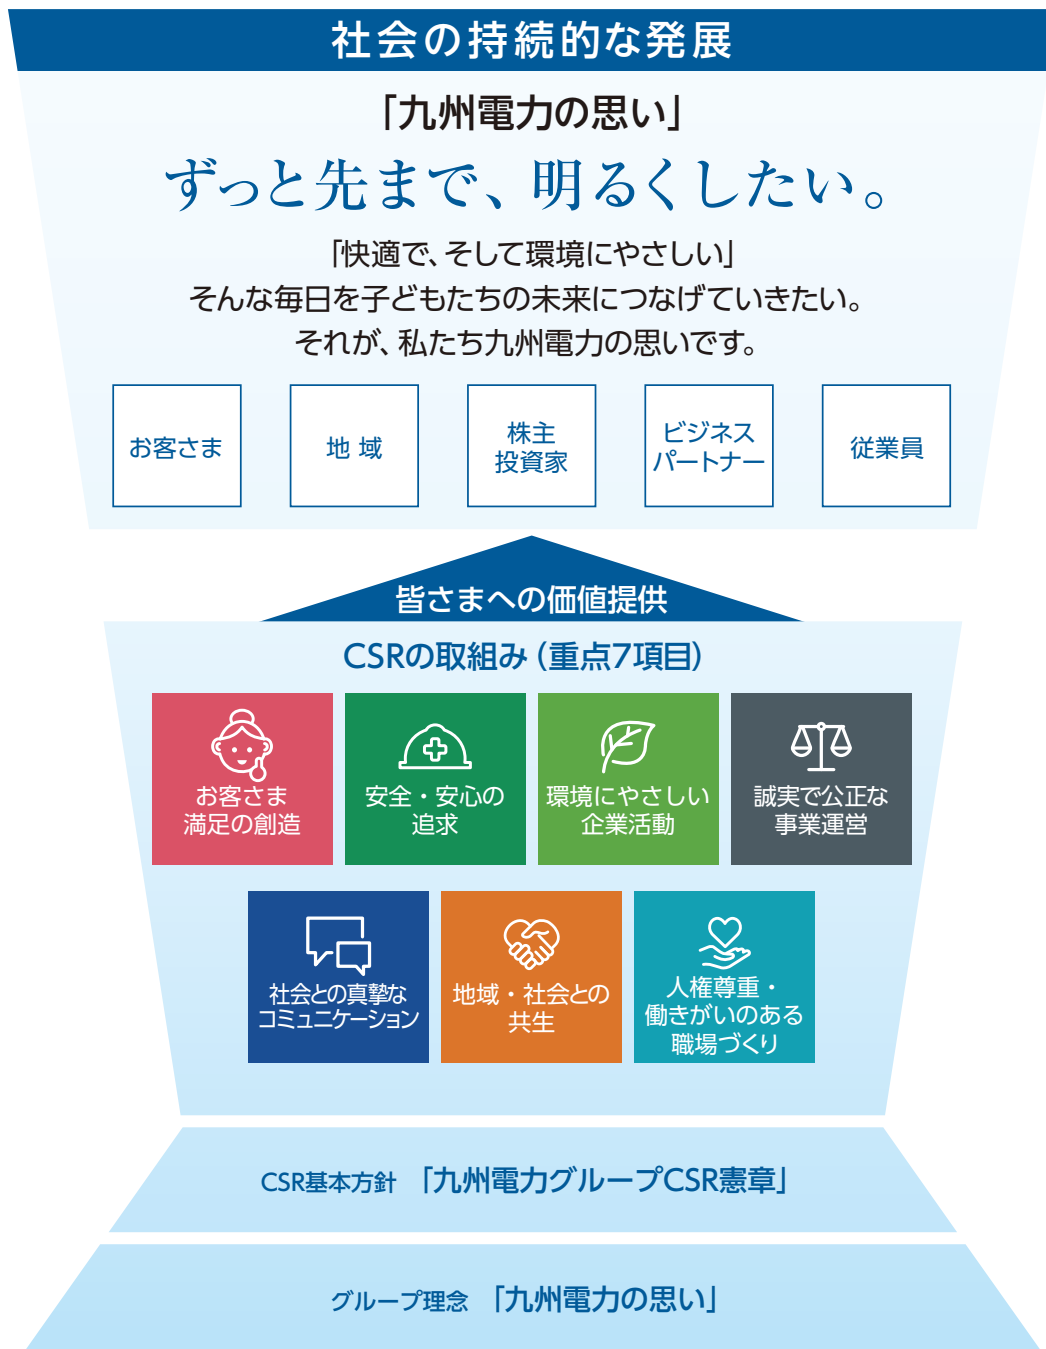 社会の持続的な発展
「九州電力の思い」
ずっと先まで、明るくしたい。
「快適で、そして環境にやさしい」
そんな毎日を子どもたちの未来につなげていきたい。
それが、私たち九州電力の思いです。
お客さま
地 域
株主
投資家
ビジネス
パートナー
従業員
皆さまへの価値提供
CSRの取組み（重点7項目）
お客さま
満足の創造
安全・安心の
追求
環境にやさしい
企業活動
誠実で公正な
事業運営
社会との真摯な
コミュニケーション
地域・社会との
共生
人権尊重・
働きがいのある
職場づくり
CSR基本方針 「九州電力グループCSR憲章」
グループ理念 「九州電力の思い」